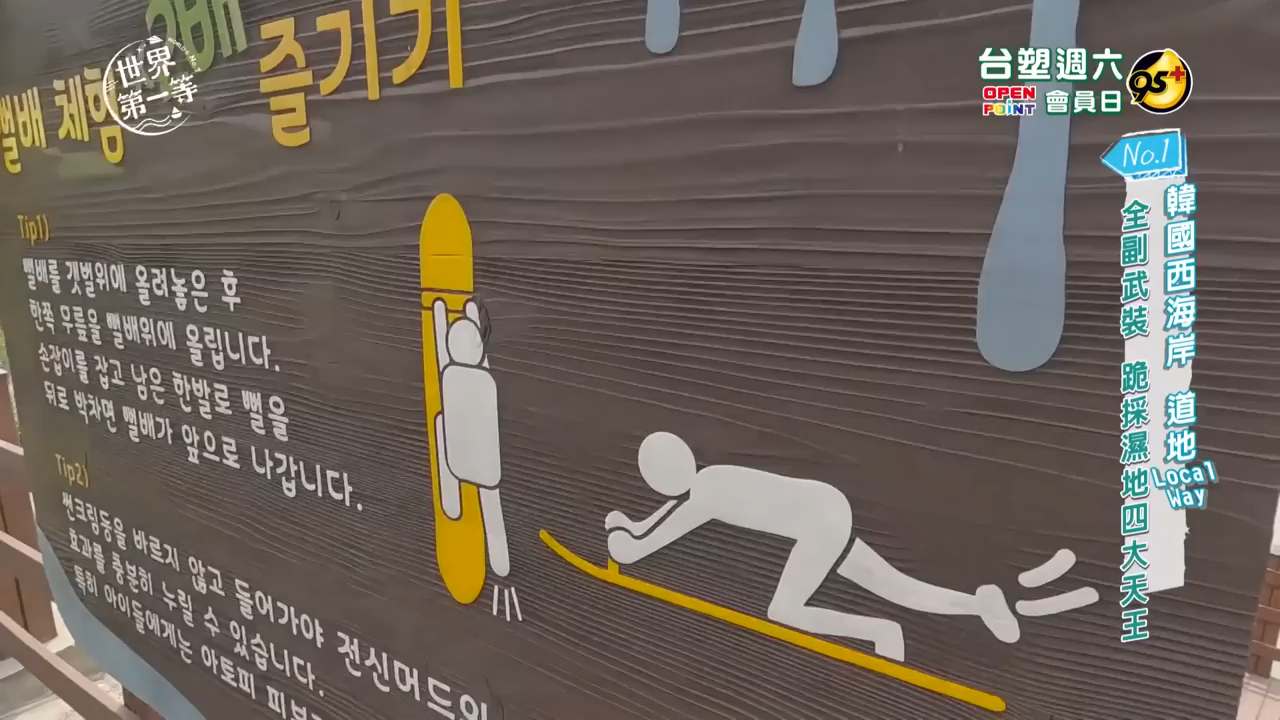 世界
第一等
台塑週六
OPEN
POiNT
會員日
95+
No.1
韓國西海岸 道地
Local
Way
全副武裝 跪採濕地四大天王
뻘배 체험
2배
즐기기
Tip1)
뻘배를 갯벌위에 올려놓은 후
한쪽 무릎을 뻘배위에 올립니다.
손잡이를 잡고 남은 한발로 뻘을
뒤로 박차면 뻘배가 앞으로 나갑니다.
Tip2)
썬크림등을 바르지 않고 들어가야 전신머드의
효과를 충분히 누릴 수 있습니다.
특히 아이들에게는 아토피